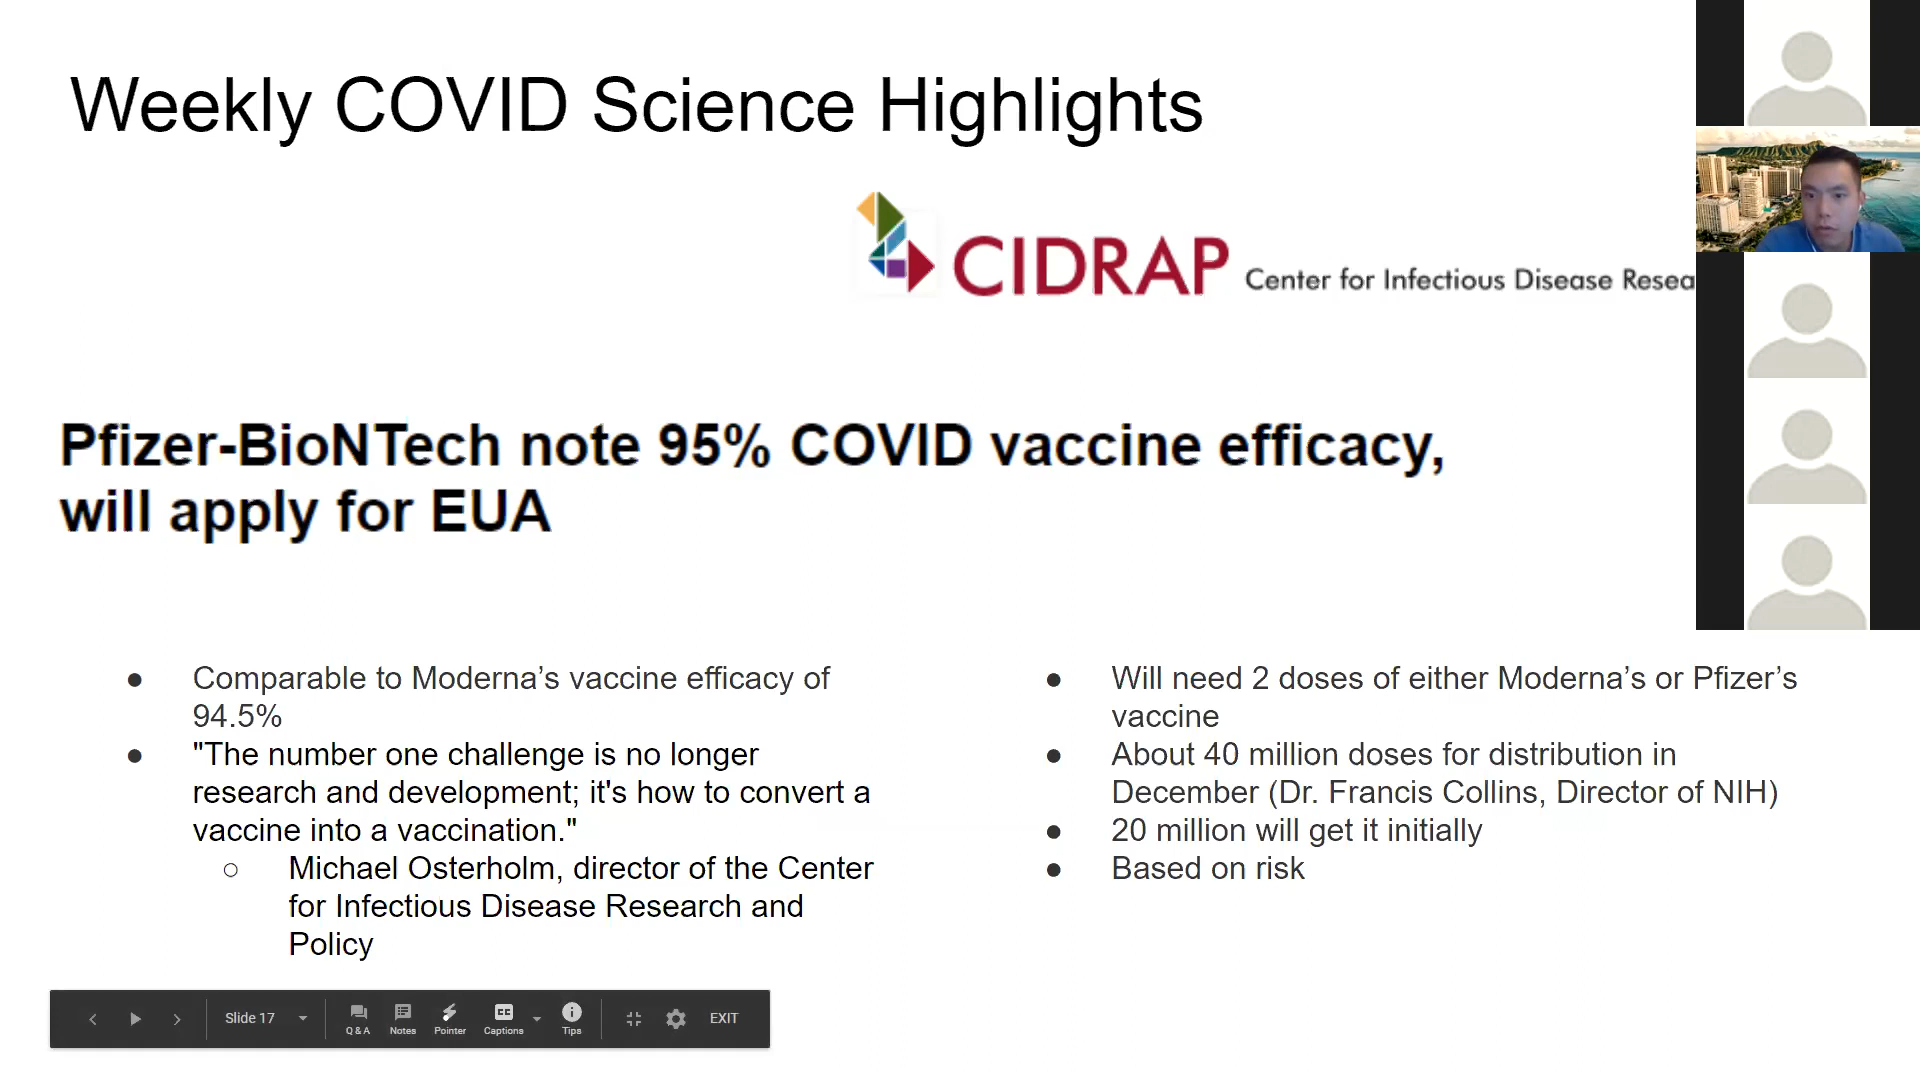 Weekly COVID Science Highlights
CIDRAP Center for Infectious Disease Resea
Pfizer-BioNTech note 95% COVID vaccine efficacy,
will apply for EUA
● Comparable to Moderna’s vaccine efficacy of
94.5%
● "The number one challenge is no longer
research and development; it's how to convert a
vaccine into a vaccination."
○ Michael Osterholm, director of the Center
for Infectious Disease Research and
Policy
● Will need 2 doses of either Moderna’s or Pfizer’s
vaccine
● About 40 million doses for distribution in
December (Dr. Francis Collins, Director of NIH)
● 20 million will get it initially
● Based on risk
Slide 17 Q & A Notes Pointer CC Captions Tips EXIT